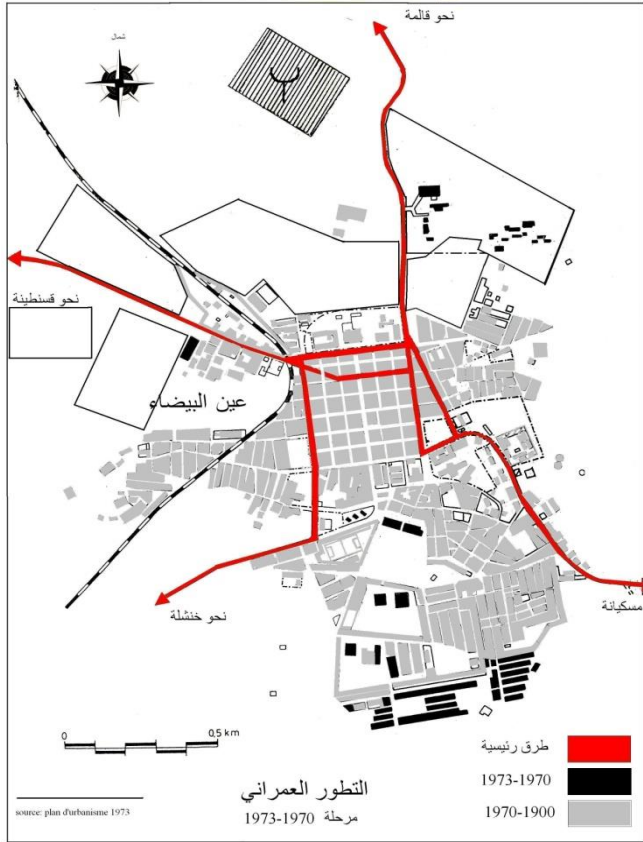 نحو قالمة
شمال
نحو قسنطينة
عين البيضاء
مسكيانة
نحو خنشلة
0 0,5 km
طرق رئيسية
1973-1970
1970-1900
التطور العمراني
مرحلة 1970-1973
source: plan d'urbanisme 1973